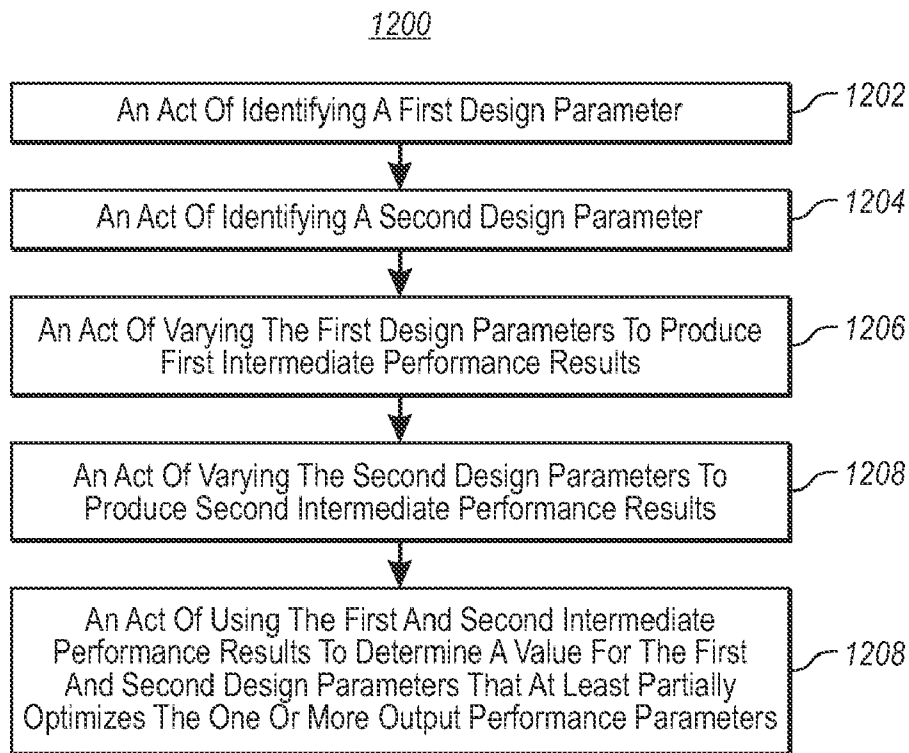 1200
An Act Of Identifying A First Design Parameter
1202
An Act Of Identifying A Second Design Parameter
1204
An Act Of Varying The First Design Parameters To Produce
First Intermediate Performance Results
1206
An Act Of Varying The Second Design Parameters To
Produce Second Intermediate Performance Results
1208
An Act Of Using The First And Second Intermediate
Performance Results To Determine A Value For The First
And Second Design Parameters That At Least Partially
Optimizes The One Or More Output Performance Parameters
1208